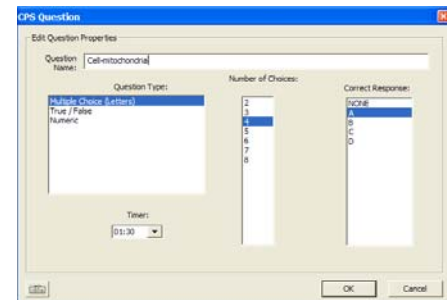 CPS Question
Edit Question Properties
Question Name:
Cell-mitochondria
Question Type:
Multiple Choice (Letters)
True / False
Numeric
Number of Choices:
2
3
4
5
6
7
8
Correct Response:
NONE
A
B
C
D
Timer:
01:30
OK
Cancel